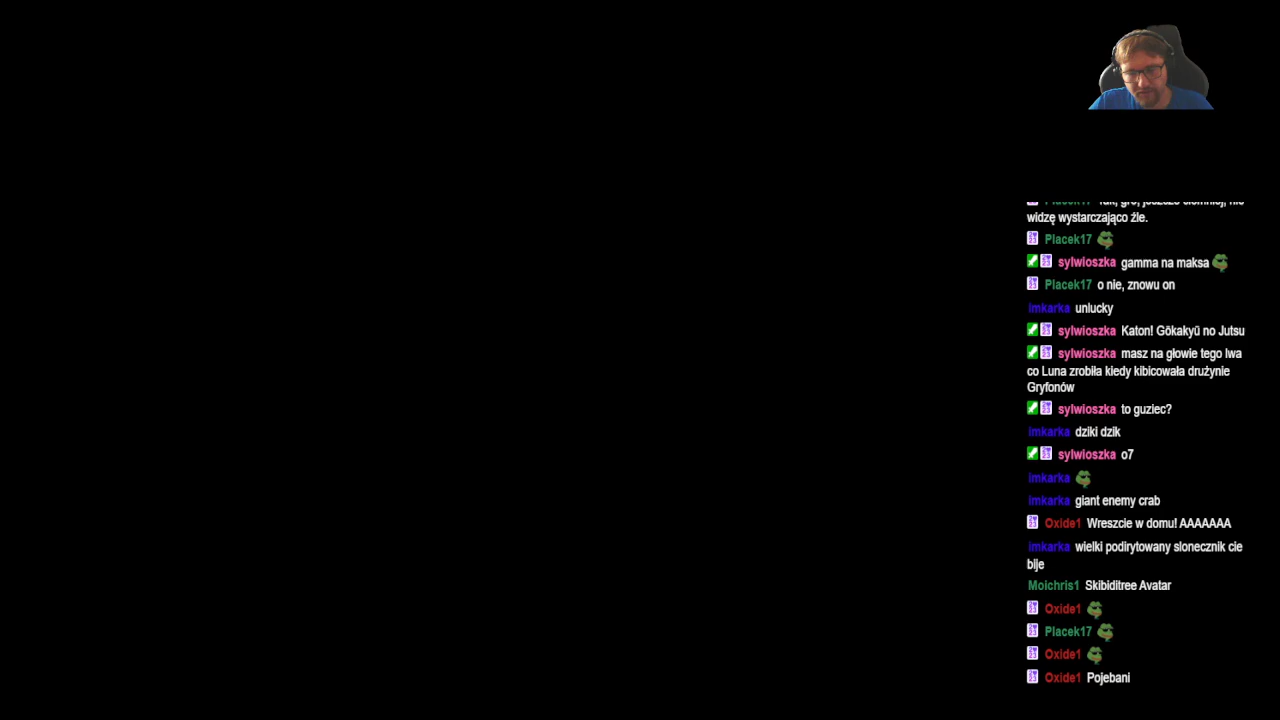 widzę wystarczająco źle.
Placek17
sylwioszka gamma na maksa
Placek17 o nie, znowu on
imkarka unlucky
sylwioszka Katon! Gōkakyū no Jutsu
sylwioszka masz na głowie tego lwa
co Luna zrobiła kiedy kibicowała drużynie
Gryfonów
sylwioszka to guziec?
imkarka dziki dzik
sylwioszka o7
imkarka
imkarka giant enemy crab
Oxide1 Wreszcie w domu! AAAAAAA
imkarka wielki podirytowany slonecznik cie
bije
Moichris1 Skibiditree Avatar
Oxide1
Placek17
Oxide1
Oxide1 Pojebani